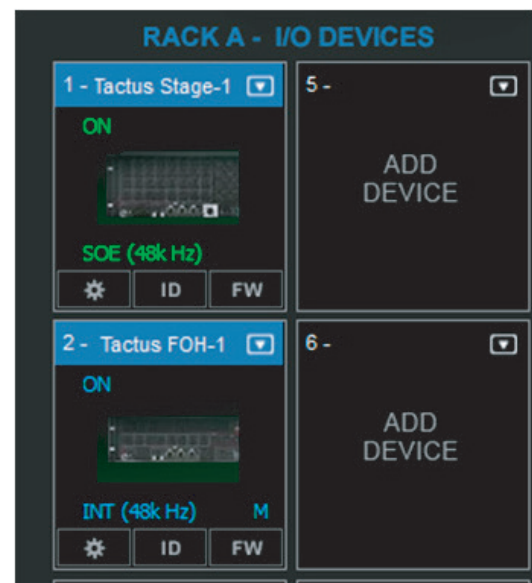 RACK A - I/O DEVICES
1 - Tactus Stage-1
ON
SOE (48k Hz)
ID
FW
5 -
ADD
DEVICE
2 - Tactus FOH-1
ON
INT (48k Hz) M
ID
FW
6 -
ADD
DEVICE